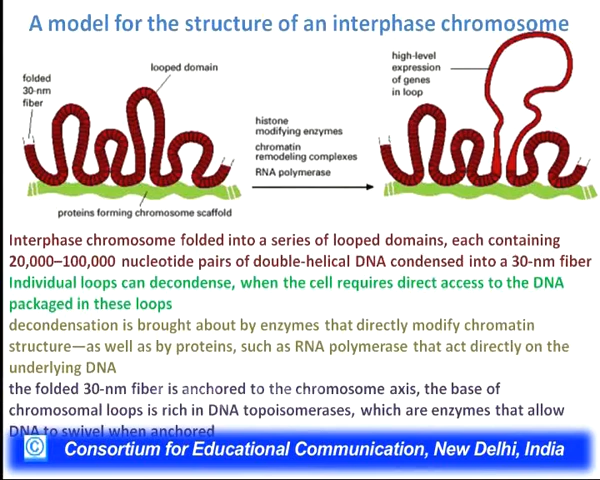 A model for the structure of an interphase chromosome
folded
30-nm
fiber
looped domain
proteins forming chromosome scaffold
histone
modifying enzymes
chromatin
remodeling complexes
RNA polymerase
high-level
expression
of genes
in loop
Interphase chromosome folded into a series of looped domains, each containing
20,000–100,000 nucleotide pairs of double-helical DNA condensed into a 30-nm fiber
Individual loops can decondense, when the cell requires direct access to the DNA
packaged in these loops
decondensation is brought about by enzymes that directly modify chromatin
structure—as well as by proteins, such as RNA polymerase that act directly on the
underlying DNA
the folded 30-nm fiber is anchored to the chromosome axis, the base of
chromosomal loops is rich in DNA topoisomerases, which are enzymes that allow
DNA to swivel when anchored
© Consortium for Educational Communication, New Delhi, India